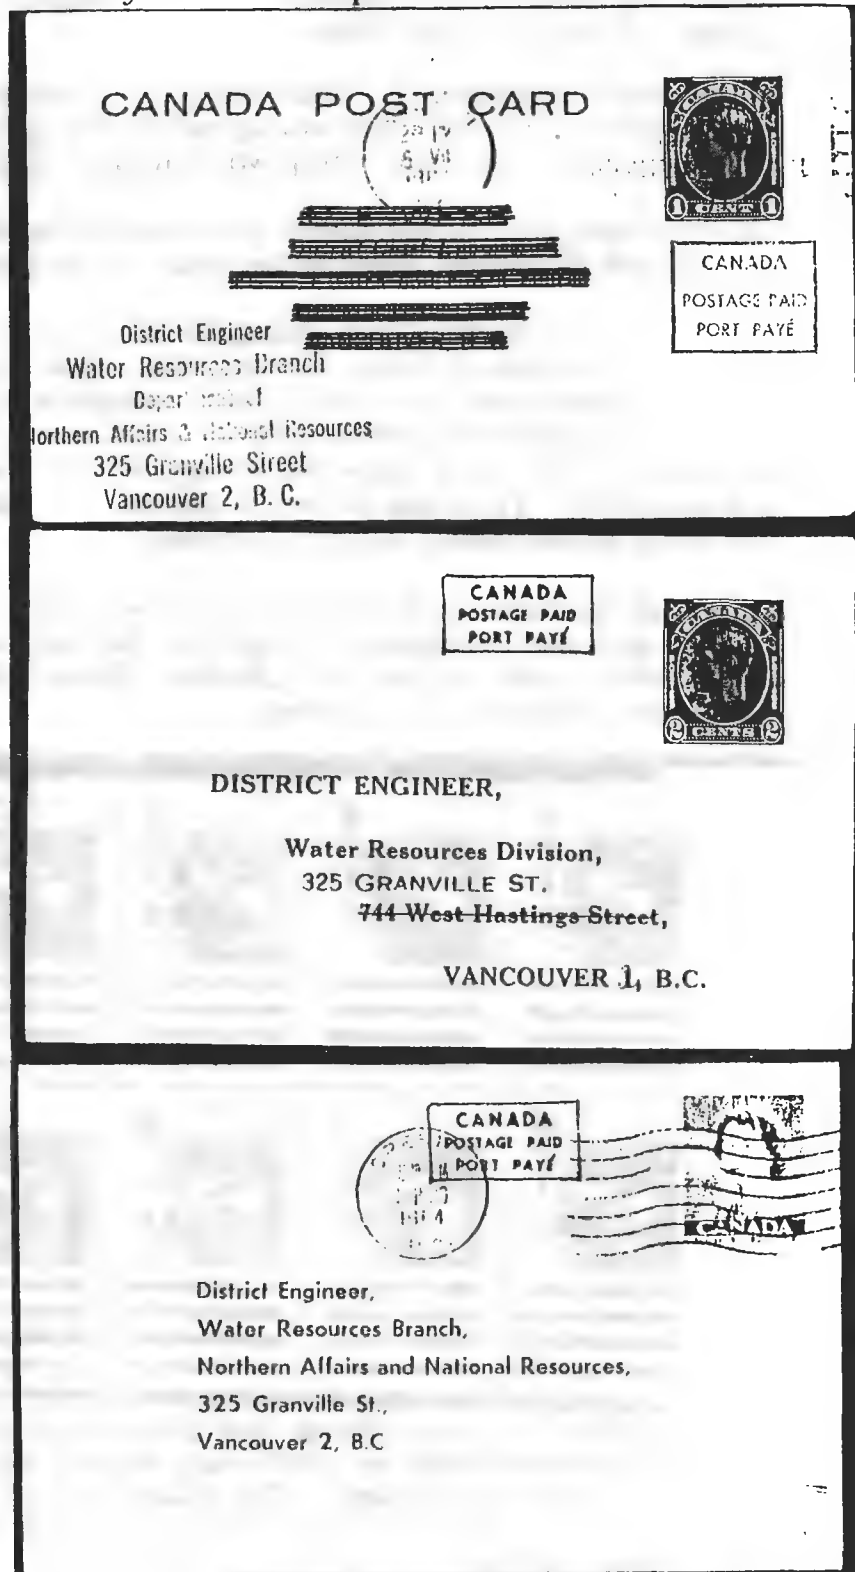 CANADA POST CARD
CANADA
1 CENT 1
CANADA
POSTAGE PAID
PORT PAYÉ
District Engineer
Water Resources Branch
Northern Affairs & National Resources
325 Granville Street
Vancouver 2, B. C.
CANADA
POSTAGE PAID
PORT PAYÉ
CANADA
2 CENTS 2
DISTRICT ENGINEER,
Water Resources Division,
325 GRANVILLE ST.
744 West Hastings Street,
VANCOUVER 1, B.C.
CANADA
POSTAGE PAID
PORT PAYÉ
CANADA
District Engineer,
Water Resources Branch,
Northern Affairs and National Resources,
325 Granville St.,
Vancouver 2, B.C